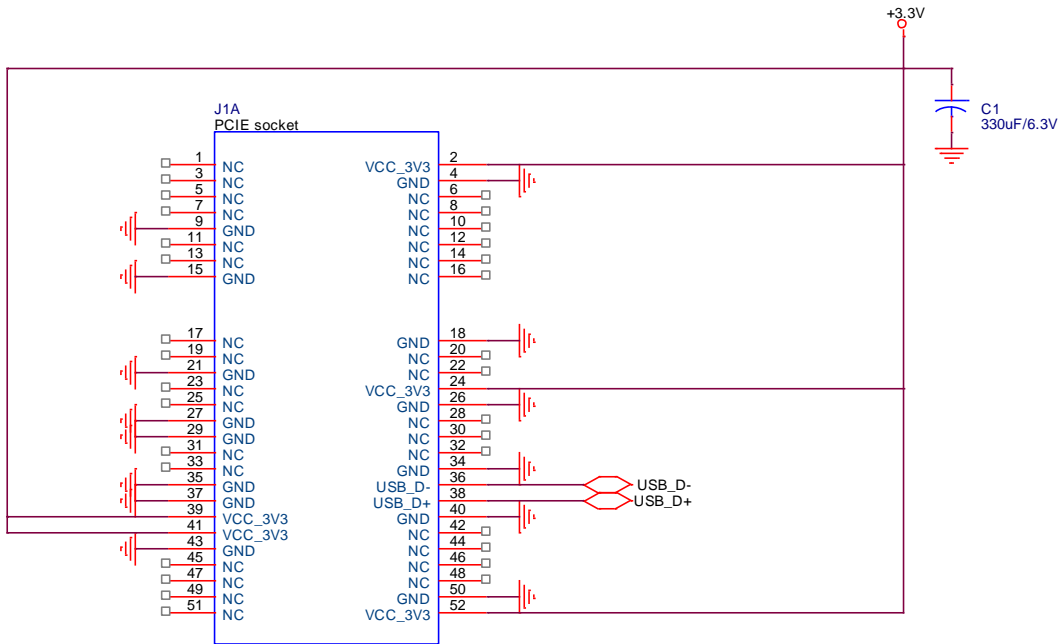 +3.3V
C1
330uF/6.3V
J1A
PCIE socket
1 NC VCC_3V3 2
3 NC GND 4
5 NC NC 6
7 NC NC 8
9 GND NC 10
11 NC NC 12
13 NC NC 14
15 GND NC 16
17 NC GND 18
19 NC NC 20
21 GND NC 22
23 NC VCC_3V3 24
25 NC GND 26
27 GND NC 28
29 GND NC 30
31 NC NC 32
33 NC GND 34
35 GND USB_D- 36 USB_D-
37 GND USB_D+ 38 USB_D+
39 VCC_3V3 GND 40
41 VCC_3V3 NC 42
43 GND NC 44
45 NC NC 46
47 NC NC 48
49 NC GND 50
51 NC VCC_3V3 52